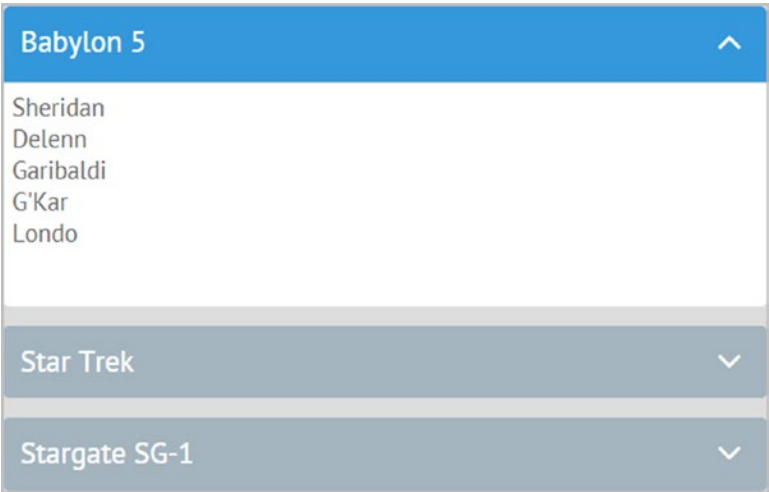 Babylon 5
Sheridan
Delenn
Garibaldi
G'Kar
Londo
Star Trek
Stargate SG-1